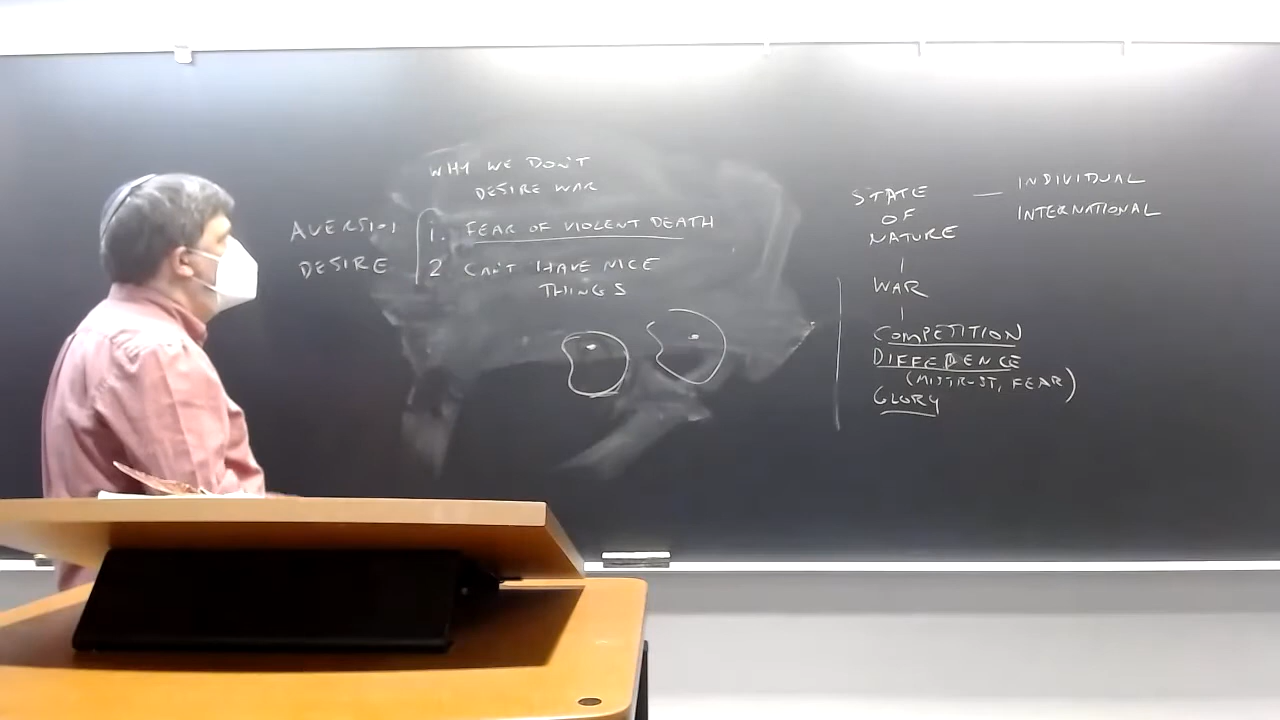 WHY WE DON'T
DESIRE WAR
AVERSION
DESIRE
1. FEAR OF VIOLENT DEATH
2 CAN'T HAVE NICE
THINGS
STATE
OF
NATURE
— INDIVIDUAL
INTERNATIONAL
WAR
COMPETITION
DIFFEDENCE
(MISTRUST, FEAR)
GLORY